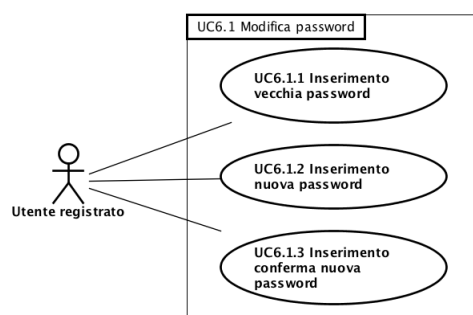 UC6.1 Modifica password
UC6.1.1 Inserimento
vecchia password
UC6.1.2 Inserimento
nuova password
Utente registrato
UC6.1.3 Inserimento
conferma nuova
password